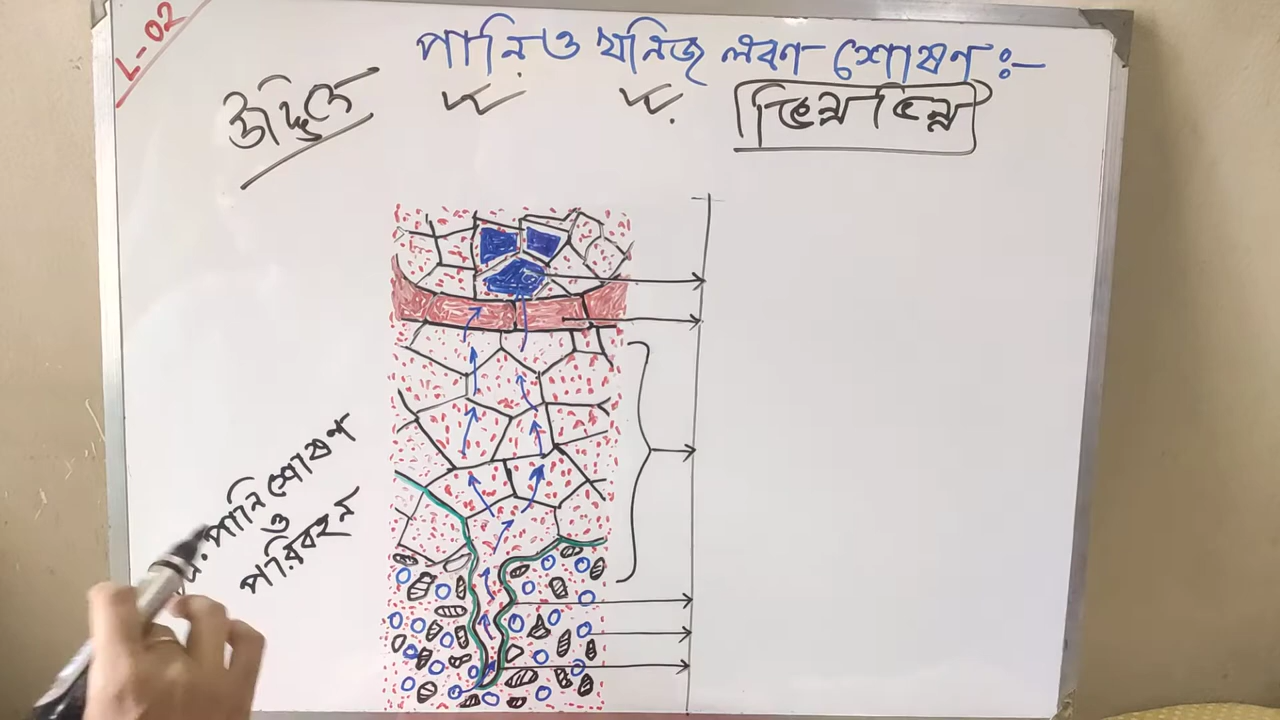 L-02
পানি ও খনিজ লবণ শোষণ :-
উদ্ভিদে
ভিন্ন ভিন্ন
পানি শোষণ
ও
পরিবহন